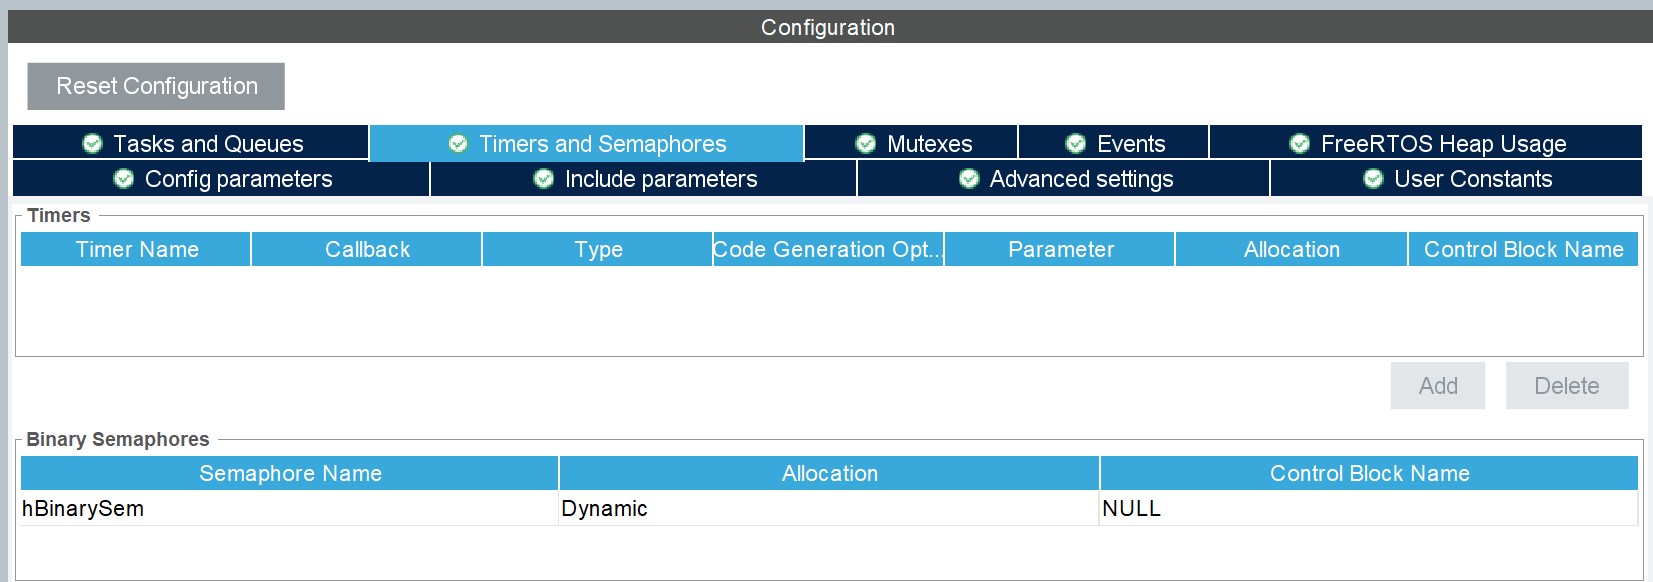 Configuration
Reset Configuration
Tasks and Queues Timers and Semaphores Mutexes Events FreeRTOS Heap Usage
Config parameters Include parameters Advanced settings User Constants
Timers
Timer Name Callback Type Code Generation Opt... Parameter Allocation Control Block Name
Add Delete
Binary Semaphores
Semaphore Name Allocation Control Block Name
hBinarySem Dynamic NULL